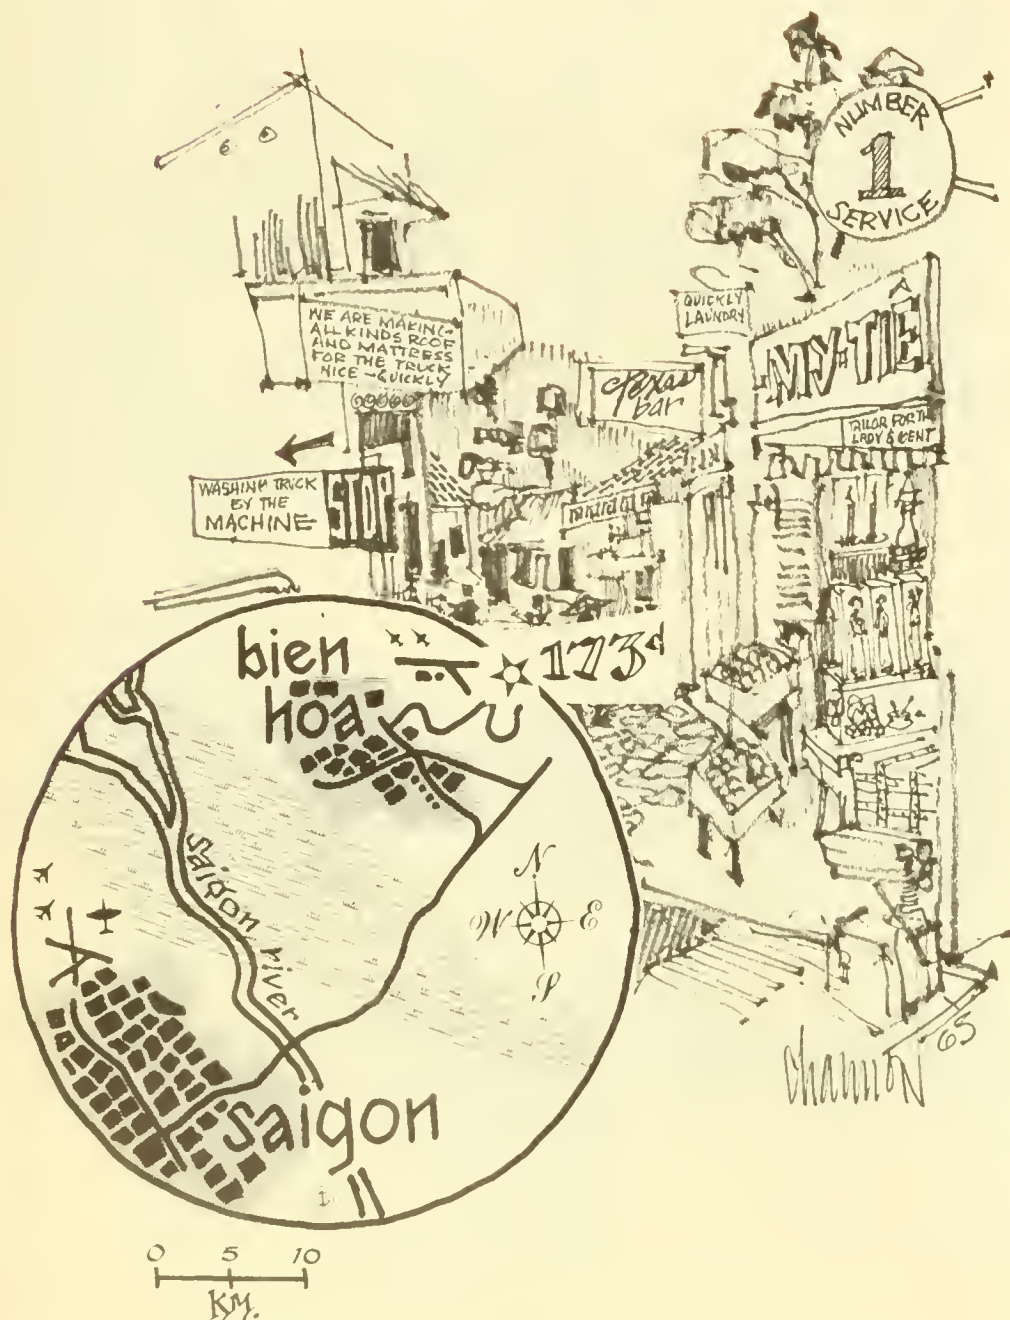 NUMBER
1
SERVICE
QUICKLY
LAUNDRY
MY-TIÊN
TAILOR FOR TH
LADY & GENT
WE ARE MAKING
ALL KINDS ROOF
AND MATTRESS
FOR THE TRUCK
NICE - QUICKLY
Texas
bar
WASHING TRUCK
BY THE
MACHINE
STOP
bien
hoa
173d
Saigon river
N
W
E
S
Saigon
Channon
65
0 5 10
KM.